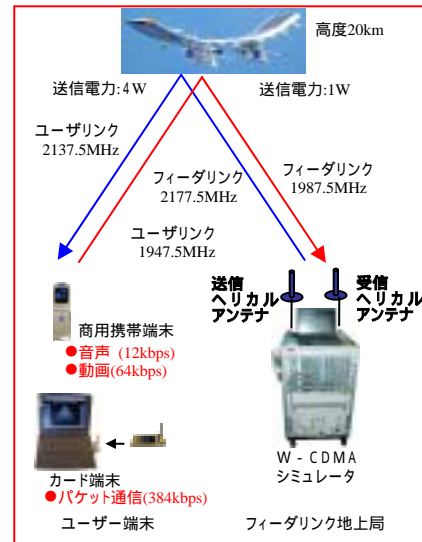 高度20km
送信電力:4W
送信電力:1W
ユーザリンク
2137.5MHz
フィーダリンク
2177.5MHz
フィーダリンク
1987.5MHz
ユーザリンク
1947.5MHz
送信
ヘリカル
アンテナ
受信
ヘリカル
アンテナ
商用携帯端末
●音声 (12kbps)
●動画(64kbps)
W-CDMA
シミュレータ
カード端末
●パケット通信(384kbps)
ユーザー端末
フィーダリンク地上局